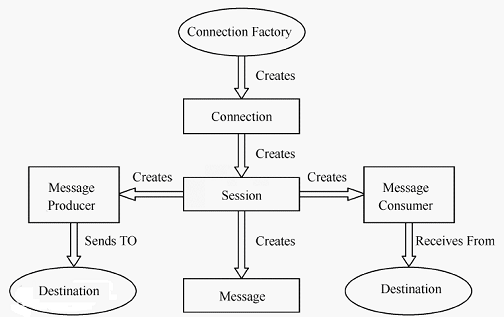 Connection Factory
Creates
Connection
Creates
Message
Producer
Creates
Session
Creates
Message
Consumer
Sends TO
Creates
Receives From
Destination
Message
Destination